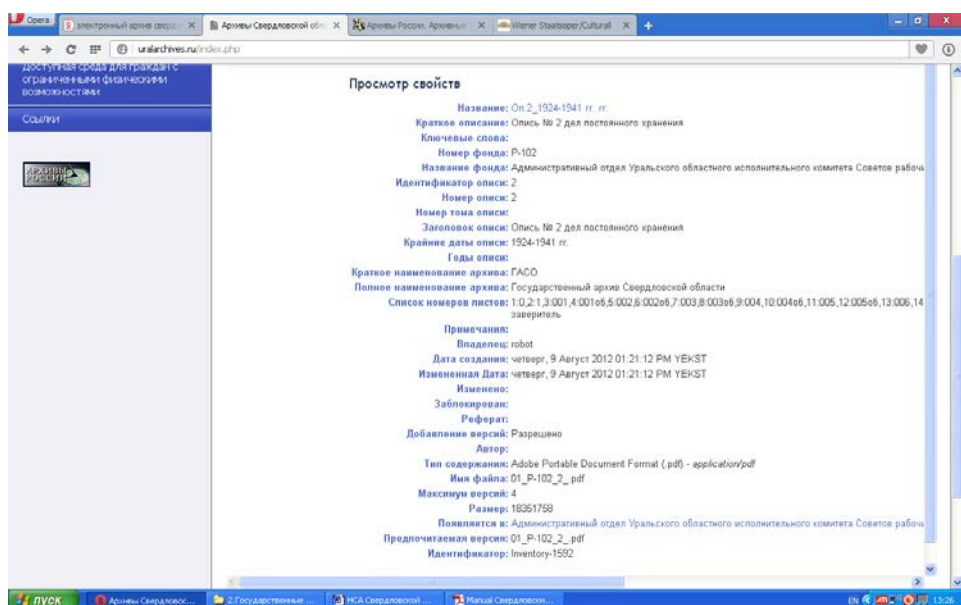 Opera
электронный архив сверд...
Архивы Свердловской обл
Архивы России. Архивные
Wiener Staatsoper/Culturall
uralarchives.ru/index.php
Доступная среда для граждан с
ограниченными физическими
возможностями
Ссылки
АРХИВЫ
РОССИИ
Просмотр свойств
Название: Оп.2_1924-1941 гг. гг.
Краткое описание: Опись № 2 дел постоянного хранения
Ключевые слова:
Номер фонда: Р-102
Название фонда: Административный отдел Уральского областного исполнительного комитета Советов рабоч
Идентификатор описи: 2
Номер описи: 2
Номер тома описи:
Заголовок описи: Опись № 2 дел постоянного хранения
Крайние даты описи: 1924-1941 гг.
Годы описи:
Краткое наименование архива: ГАСО
Полное наименование архива: Государственный архив Свердловской области
Список номеров листов: 1:0,2:1,3:001,4:001об,5:002,6:002об,7:003,8:003об,9:004,10:004об,11:005,12:005об,13:006,14
заверитель
Примечания:
Владелец: robot
Дата создания: четверг, 9 Август 2012 01:21:12 PM YEKST
Измененная Дата: четверг, 9 Август 2012 01:21:12 PM YEKST
Изменено:
Заблокирован:
Реферат:
Добавление версий: Разрешено
Автор:
Тип содержания: Adobe Portable Document Format (.pdf) - application/pdf
Имя файла: 01_Р-102_2_.pdf
Максимум версий: 4
Размер: 18351758
Появляется в: Административный отдел Уральского областного исполнительного комитета Советов рабоч
Предпочитаемая версия: 01_Р-102_2_.pdf
Идентификатор: Inventory-1592
пуск
Архивы Свердловс...
2.Государственные ...
НСА Свердловской ...
Manual Свердловски...
EN
13:26